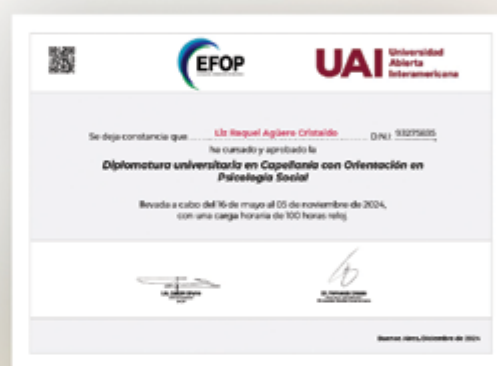 EFOP
UAI Universidad
Abierta
Interamericana
Se deja constancia que Liz Raquel Agüero Cristaldo D.N.I 93275835
ha cursado y aprobado la
Diplomatura universitaria en Capellanía con Orientación en
Psicología Social
llevada a cabo del 16 de mayo al 05 de noviembre de 2024,
con una carga horaria de 100 horas reloj.
Buenos Aires, Diciembre de 2024